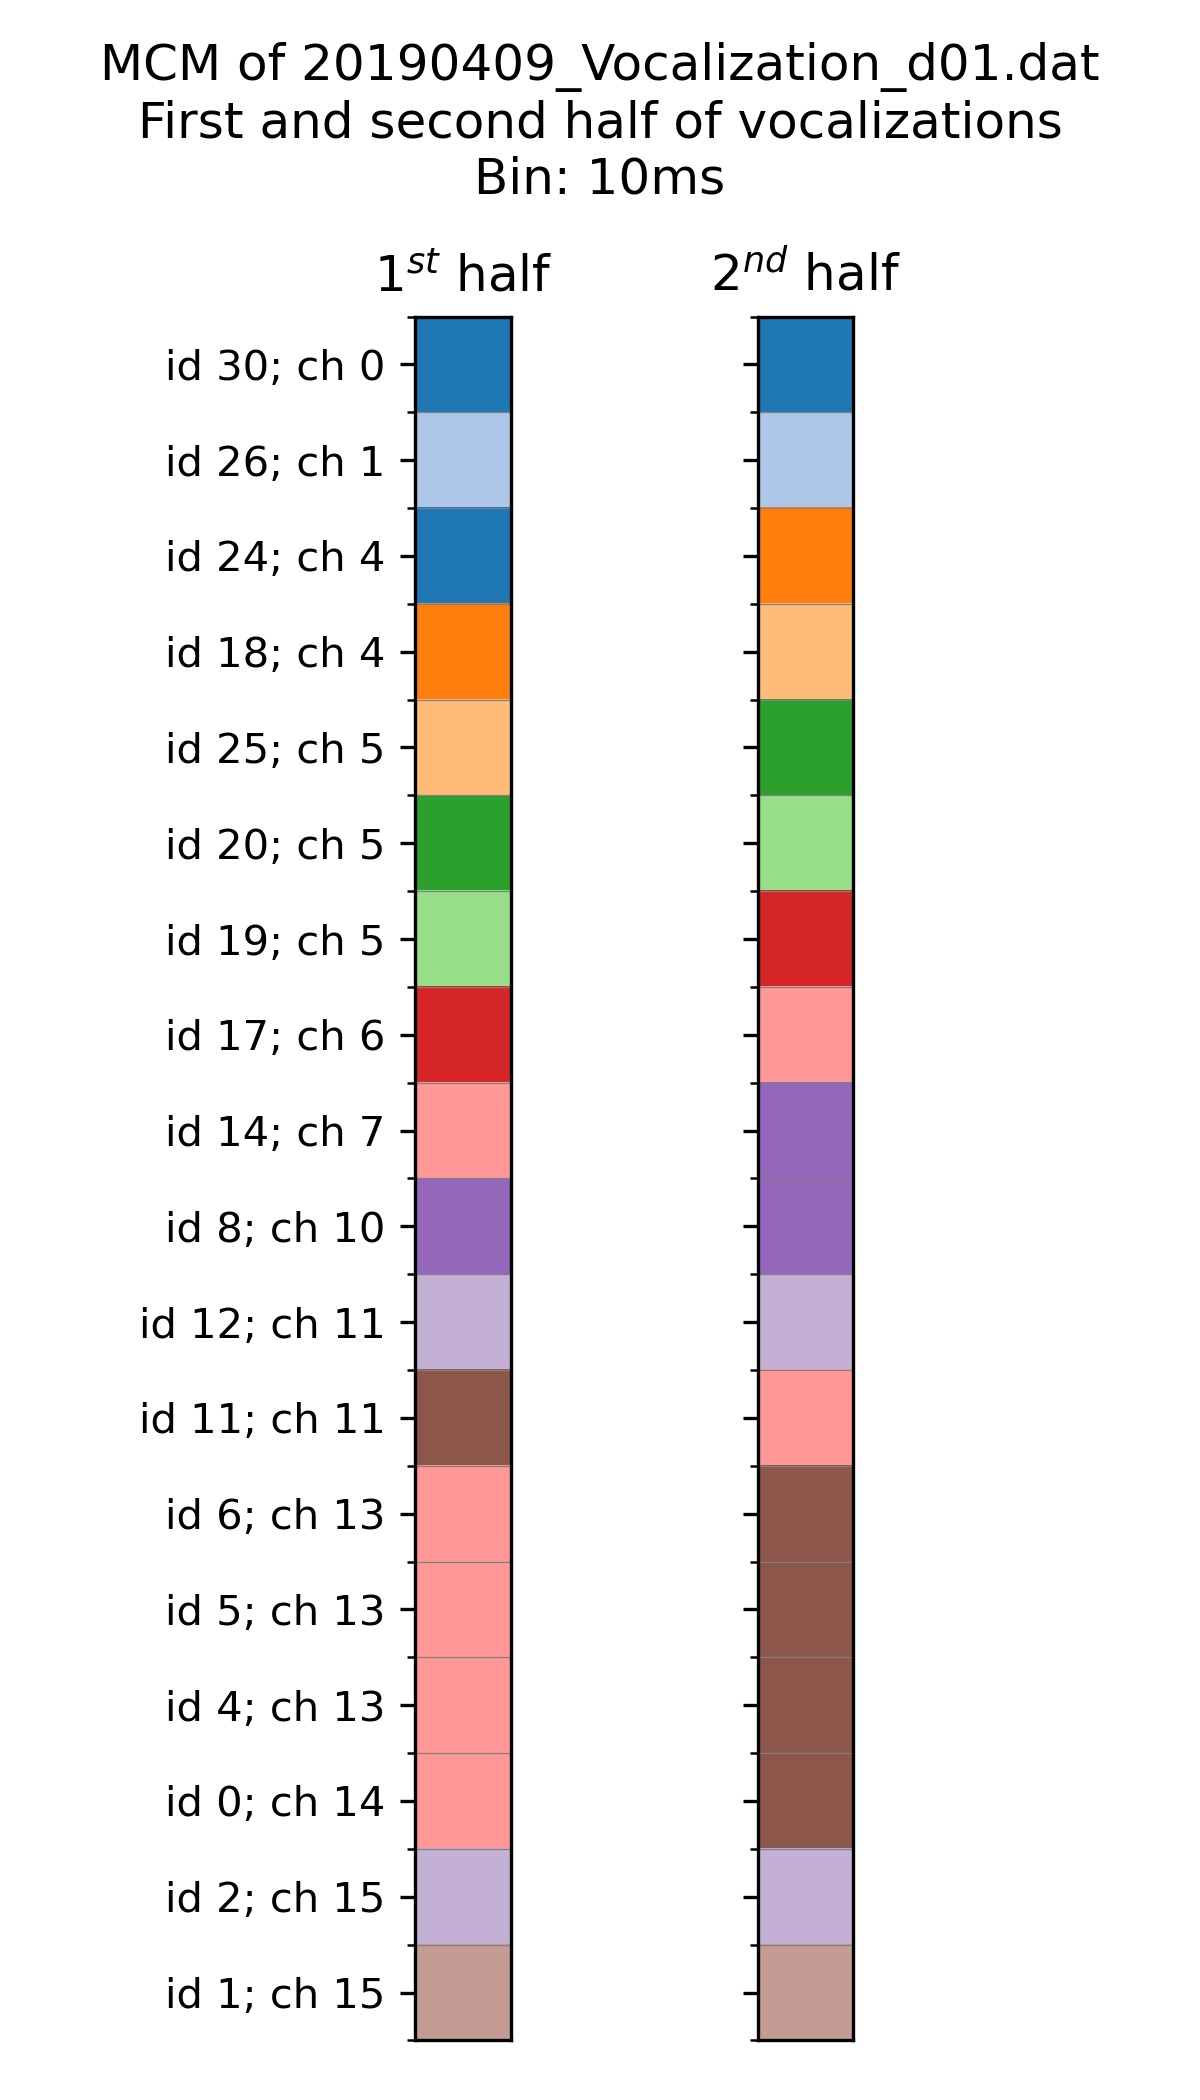 MCM of 20190409_Vocalization_d01.dat
First and second half of vocalizations
Bin: 10ms
1st half
2nd half
id 30; ch 0
id 26; ch 1
id 24; ch 4
id 18; ch 4
id 25; ch 5
id 20; ch 5
id 19; ch 5
id 17; ch 6
id 14; ch 7
id 8; ch 10
id 12; ch 11
id 11; ch 11
id 6; ch 13
id 5; ch 13
id 4; ch 13
id 0; ch 14
id 2; ch 15
id 1; ch 15